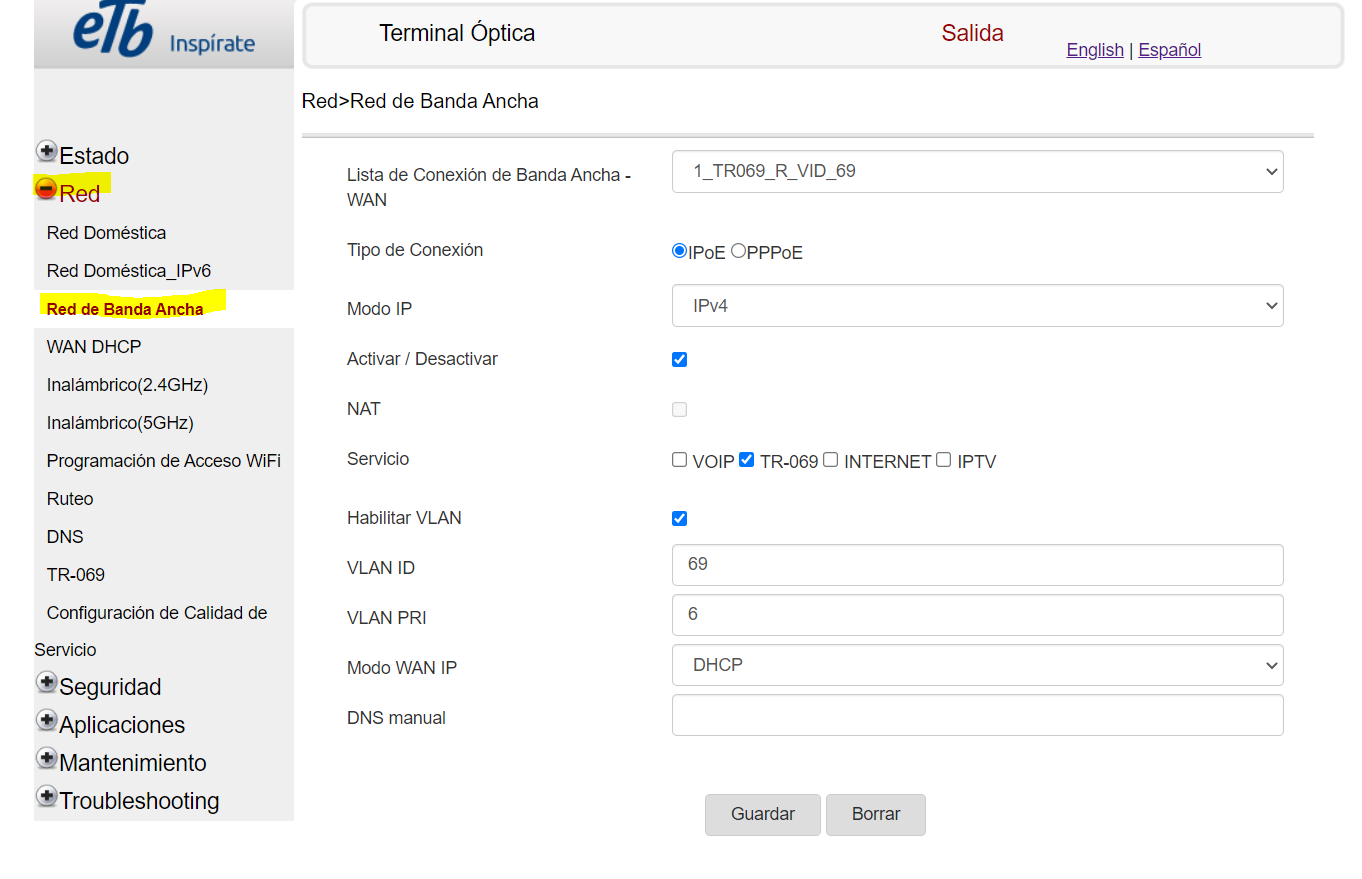 eTb Inspírate
Terminal Óptica
Salida
English | Español
Red>Red de Banda Ancha
Estado
Red
Red Doméstica
Red Doméstica_IPv6
Red de Banda Ancha
WAN DHCP
Inalámbrico(2.4GHz)
Inalámbrico(5GHz)
Programación de Acceso WiFi
Ruteo
DNS
TR-069
Configuración de Calidad de
Servicio
Seguridad
Aplicaciones
Mantenimiento
Troubleshooting
Lista de Conexión de Banda Ancha -
WAN
1_TR069_R_VID_69
Tipo de Conexión
IPoE PPPoE
Modo IP
IPv4
Activar / Desactivar
NAT
Servicio
VOIP TR-069 INTERNET IPTV
Habilitar VLAN
VLAN ID
69
VLAN PRI
6
Modo WAN IP
DHCP
DNS manual
Guardar
Borrar